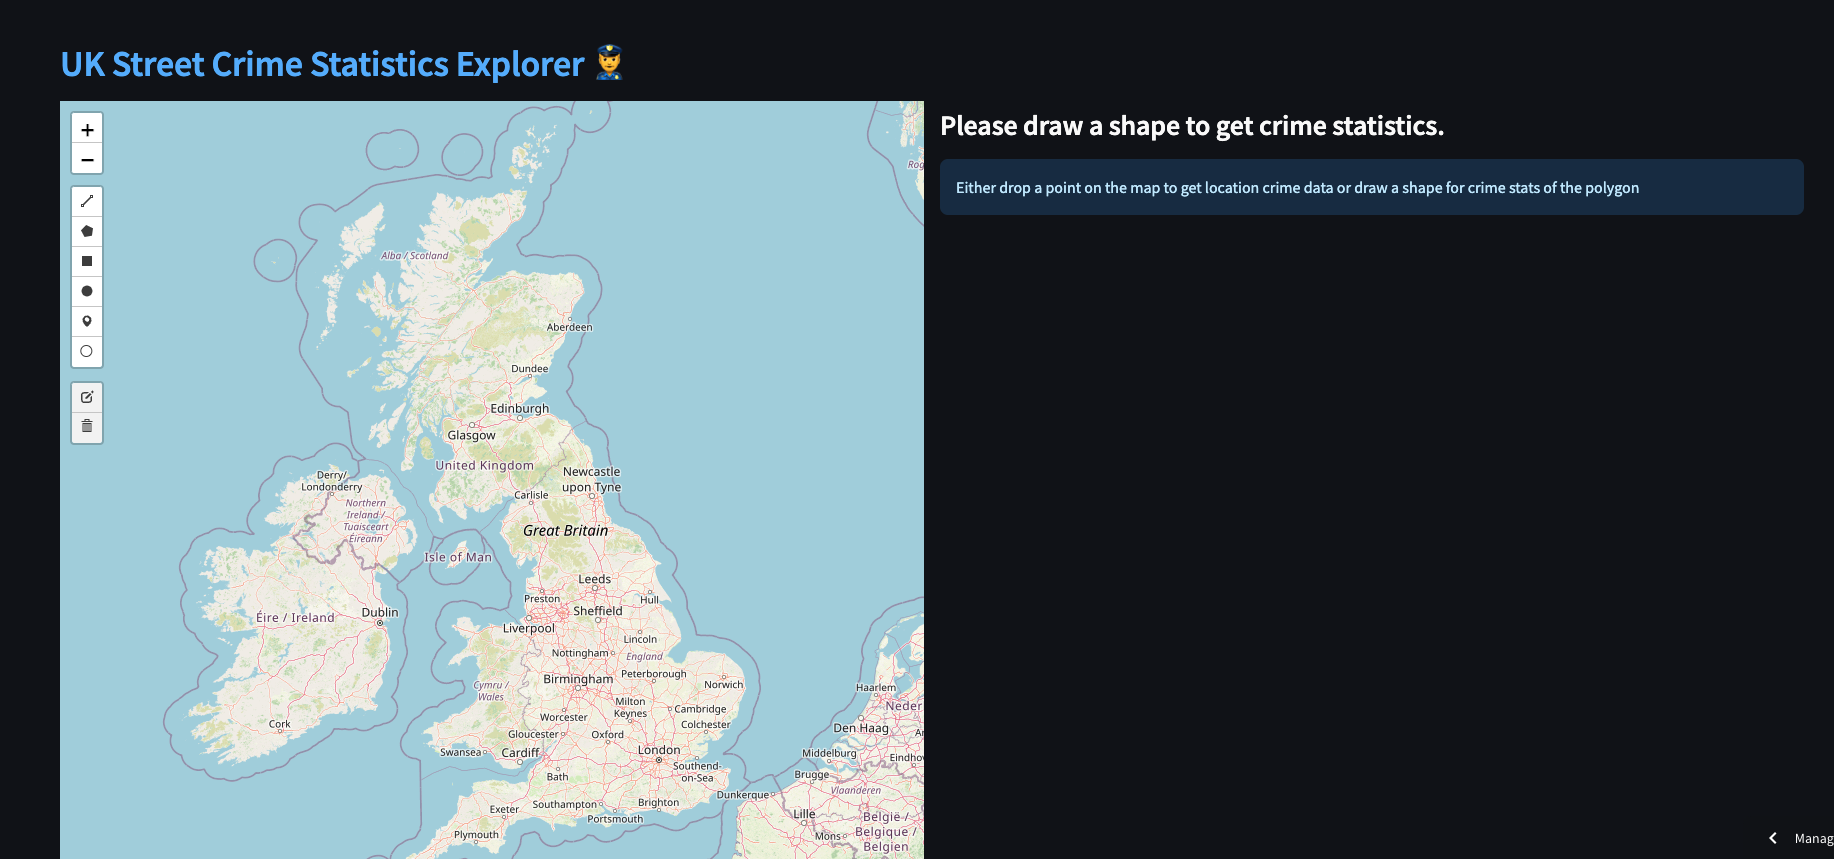 UK Street Crime Statistics Explorer
Please draw a shape to get crime statistics.
Either drop a point on the map to get location crime data or draw a shape for crime stats of the polygon
+
−
Alba / Scotland
Aberdeen
Dundee
Edinburgh
Glasgow
United Kingdom
Newcastle
upon Tyne
Carlisle
Derry/
Londonderry
Northern
Ireland /
Tuaisceart
Éireann
Great Britain
Isle of Man
Leeds
Preston
Hull
Sheffield
Dublin
Éire / Ireland
Liverpool
Lincoln
Nottingham
England
Peterborough
Birmingham
Norwich
Cymru /
Wales
Milton
Keynes
Cambridge
Worcester
Colchester
Cork
Gloucester
Oxford
Swansea
Cardiff
London
Southend-
on-Sea
Bath
Haarlem
Neder
Den Haag
Middelburg
Eindho
Brugge
Vlaanderen
Dunkerque
Exeter
Southampton
Brighton
Portsmouth
Plymouth
Lille
België /
Belgique /
Belgien
Mons
Manag